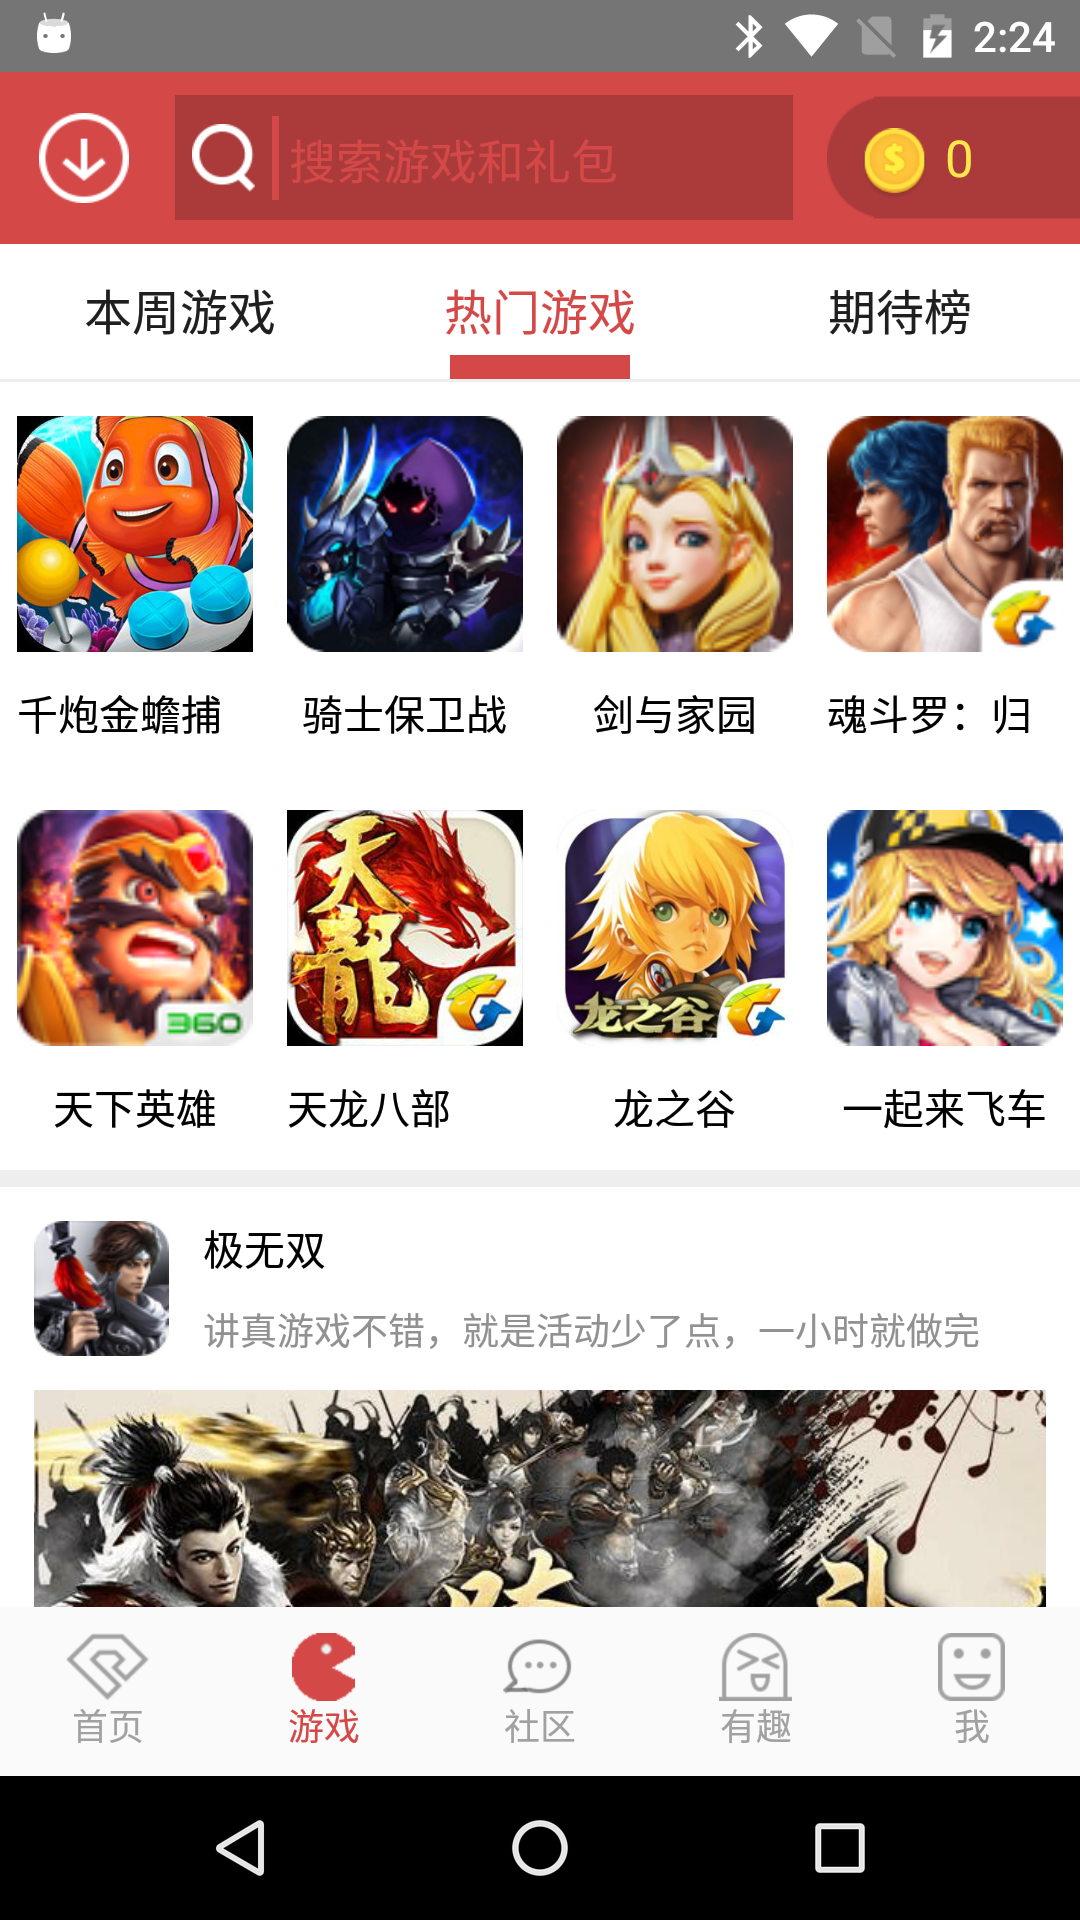 2:24
搜索游戏和礼包
0
本周游戏 热门游戏 期待榜
千炮金蟾捕 骑士保卫战 剑与家园 魂斗罗：归
360
天龍
龙之谷
天下英雄 天龙八部 龙之谷 一起来飞车
极无双
讲真游戏不错，就是活动少了点，一小时就做完
首页 游戏 社区 有趣 我